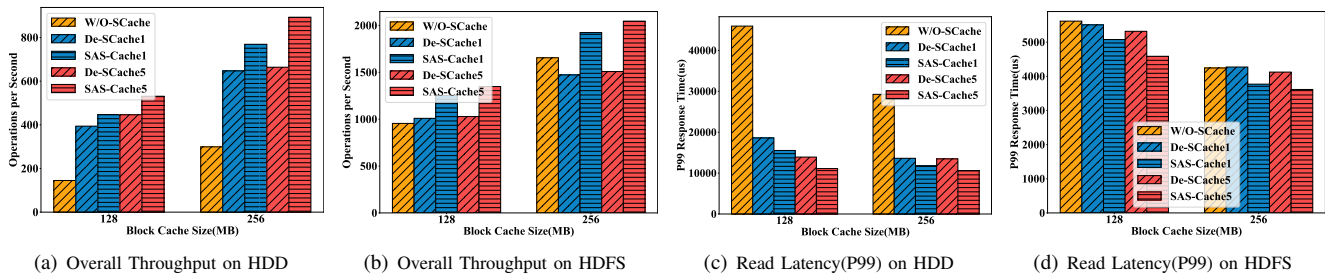 Operations per Second
800
600
400
200
0
W/O-SCache
De-SCache1
SAS-Cache1
De-SCache5
SAS-Cache5
128
256
Block Cache Size(MB)
(a) Overall Throughput on HDD
Operations per Second
2000
1500
1000
500
0
W/O-SCache
De-SCache1
SAS-Cache1
De-SCache5
SAS-Cache5
128
256
Block Cache Size(MB)
(b) Overall Throughput on HDFS
P99 Response Time(us)
40000
30000
20000
10000
0
W/O-SCache
De-SCache1
SAS-Cache1
De-SCache5
SAS-Cache5
128
256
Block Cache Size(MB)
(c) Read Latency(P99) on HDD
P99 Response Time(us)
5000
4000
3000
2000
1000
0
W/O-SCache
De-SCache1
SAS-Cache1
De-SCache5
SAS-Cache5
128
256
Block Cache Size(MB)
(d) Read Latency(P99) on HDFS